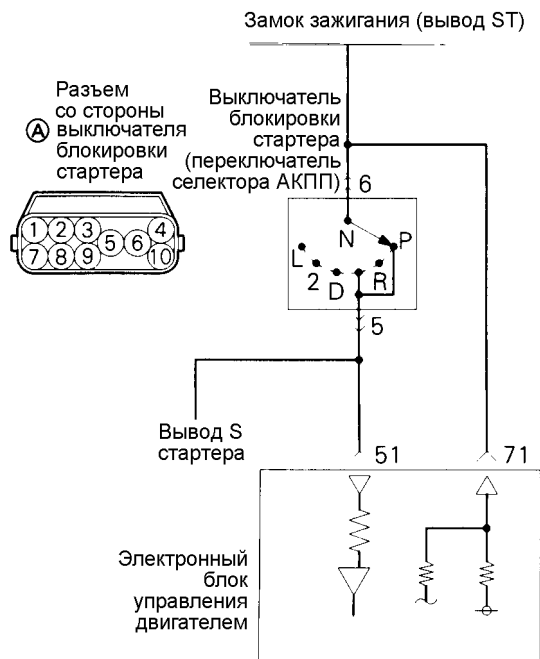 Замок зажигания (вывод ST)
Разъем
со стороны
А выключателя
блокировки
стартера
Выключатель
блокировки
стартера
(переключатель
селектора АКПП)
6
1 2 3 5 6 4
7 8 9 10
N P
L 2 D R
5
Вывод S
стартера
51 71
Электронный
блок
управления
двигателем